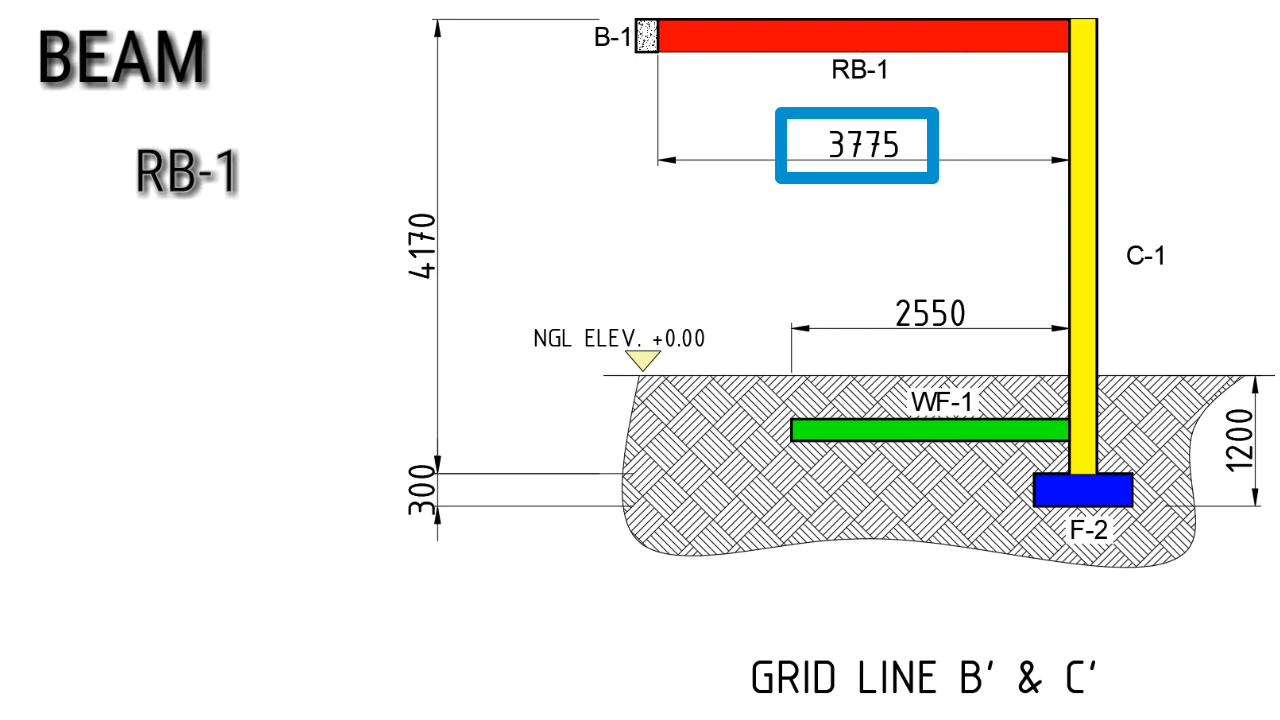 BEAM
RB-1
B-1
RB-1
3775
4170
C-1
2550
NGL ELEV. +0.00
WF-1
1200
300
F-2
GRID LINE B' & C'